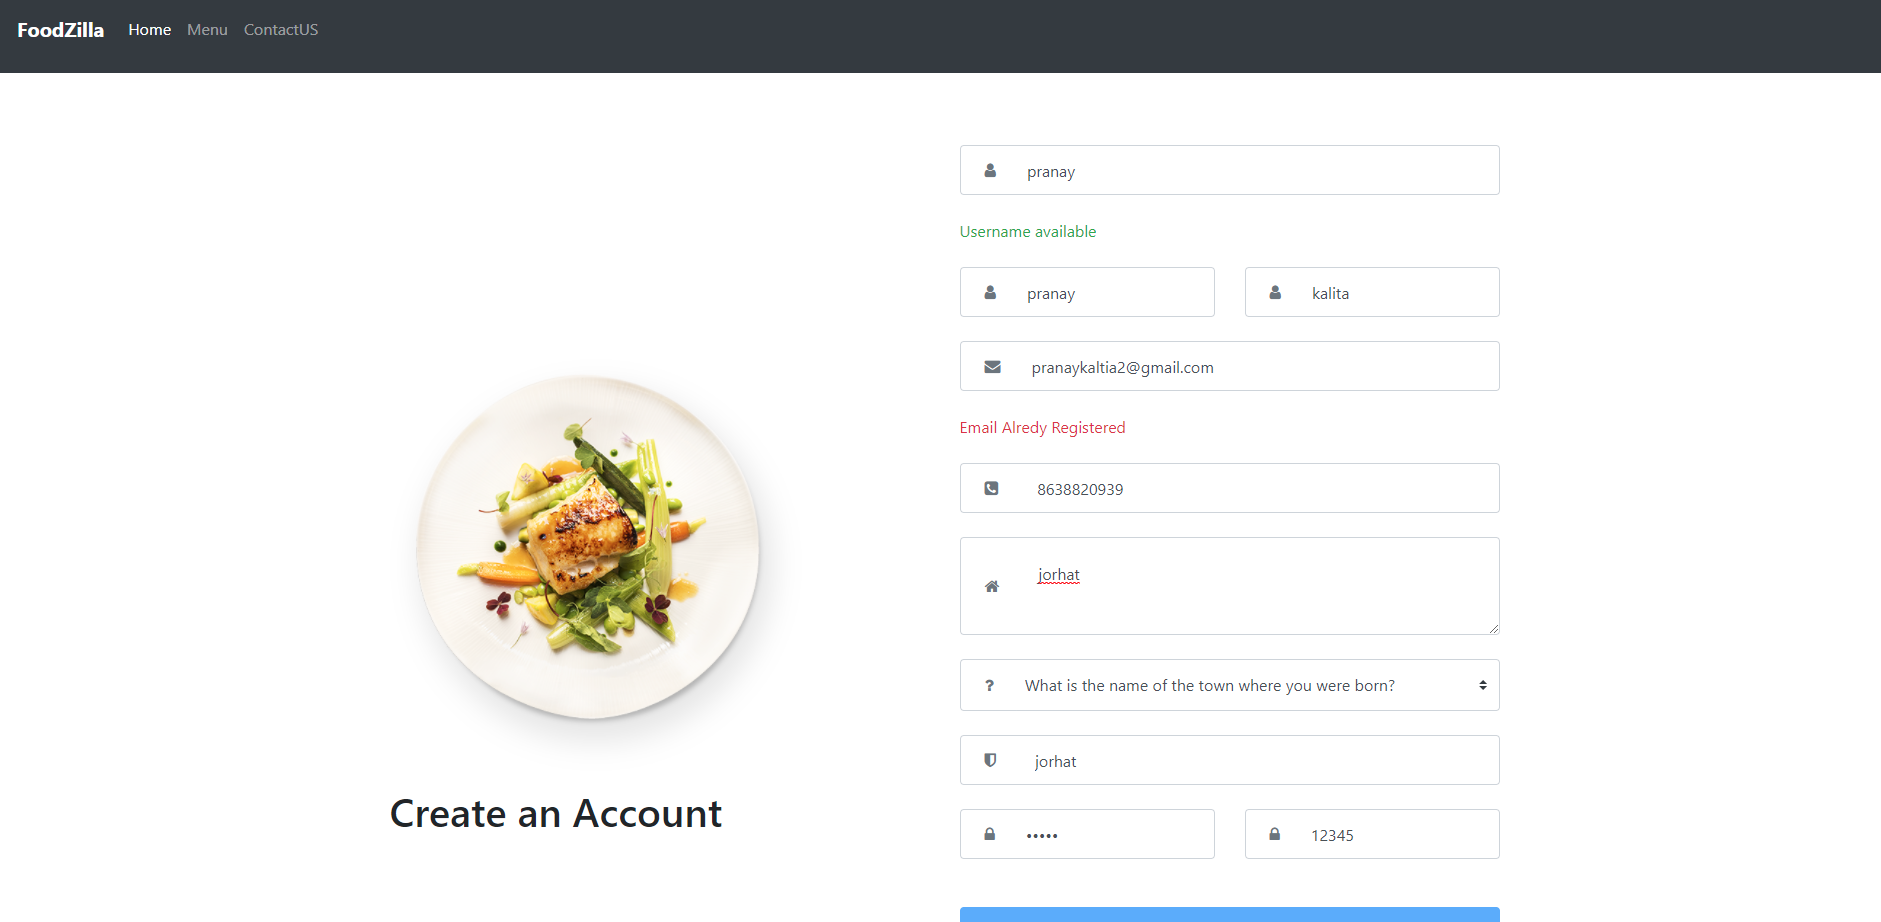 FoodZilla Home Menu ContactUS
pranay
Username available
pranay kalita
pranaykaltia2@gmail.com
Email Alredy Registered
8638820939
jorhat
? What is the name of the town where you were born?
jorhat
••••• 12345
Create an Account